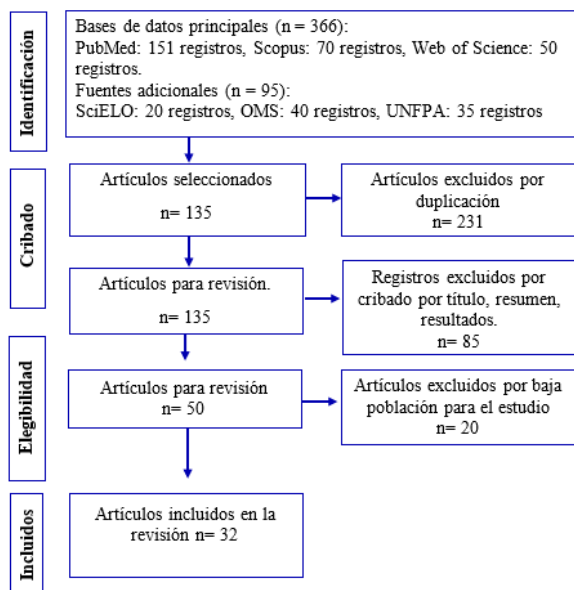 Identificación
Bases de datos principales (n = 366):
PubMed: 151 registros, Scopus: 70 registros, Web of Science: 50
registros.
Fuentes adicionales (n = 95):
SciELO: 20 registros, OMS: 40 registros, UNFPA: 35 registros
Cribado
Artículos seleccionados
n= 135
Artículos excluidos por
duplicación
n= 231
Artículos para revisión.
n= 135
Registros excluidos por
cribado por título, resumen,
resultados.
n= 85
Elegibilidad
Artículos para revisión
n= 50
Artículos excluidos por baja
población para el estudio
n= 20
Incluidos
Artículos incluidos en la
revisión n= 32